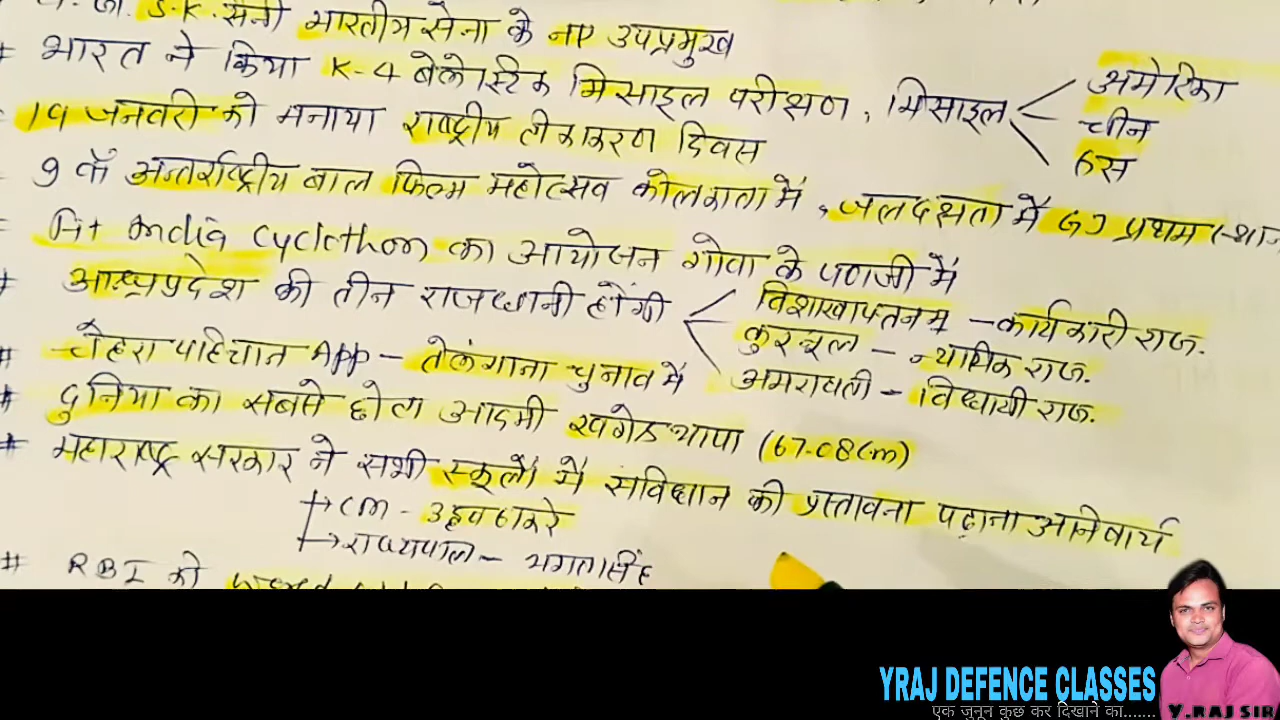 S.K. सैनी भारतीय सेना के नए उपप्रमुख
# भारत ने किया K-4 बैलेस्टिक मिसाइल परीक्षण, मिसाइल < अमेरिका
चीन
रूस
19 जनवरी को मनाया राष्ट्रीय टीकाकरण दिवस
9 वाँ अन्तर्राष्ट्रीय बाल फिल्म महोत्सव कोलकाता में, जलदक्षता में GJ प्रथम स्थान
Fit India Cyclothon का आयोजन गोवा के पणजी में
# आन्ध्रप्रदेश की तीन राजधानी होंगी < विशाखापतनम - कार्यकारी राज.
कुरनूल - न्यायिक राज.
अमरावती - विधायी राज.
# चेहरा पहिचान App - तेलंगाना चुनाव में
# दुनिया का सबसे छोटा आदमी खगेन्द्र थापा (67.08Cm)
# महाराष्ट्र सरकार ने सभी स्कूलों में संविधान की प्रस्तावना पढ़ाना अनिवार्य
→ CM - उद्धव ठाकरे
→ राज्यपाल - भगतसिंह
# RBI को
YRAJ DEFENCE CLASSES
एक जुनून कुछ कर दिखाने का.......
Y.RAJ SIR